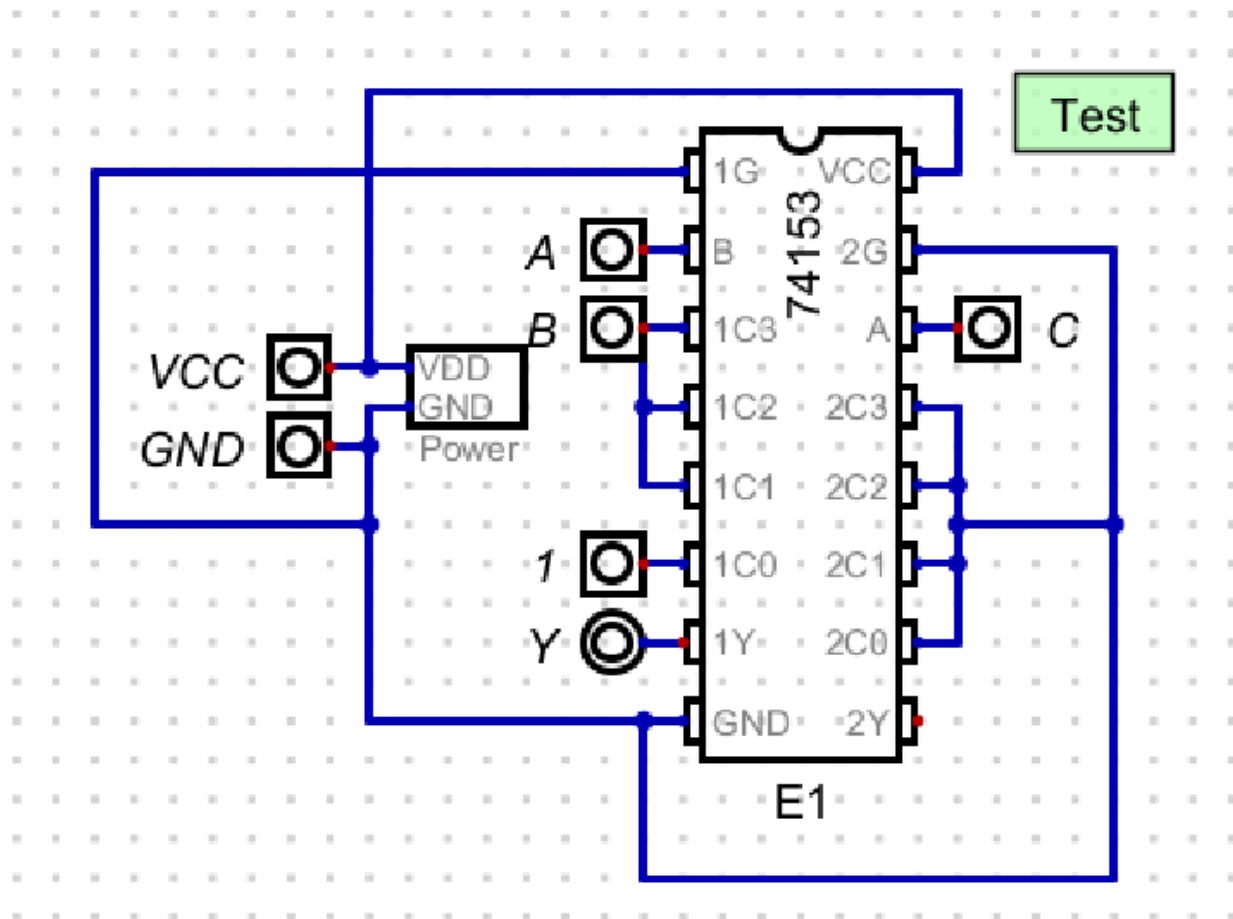 Test
1G VCC
74153
A B 2G
B 1C3 A C
VCC VDD
GND GND
Power
1C2 2C3
1C1 2C2
1 1C0 2C1
Y 1Y 2C0
GND 2Y
E1